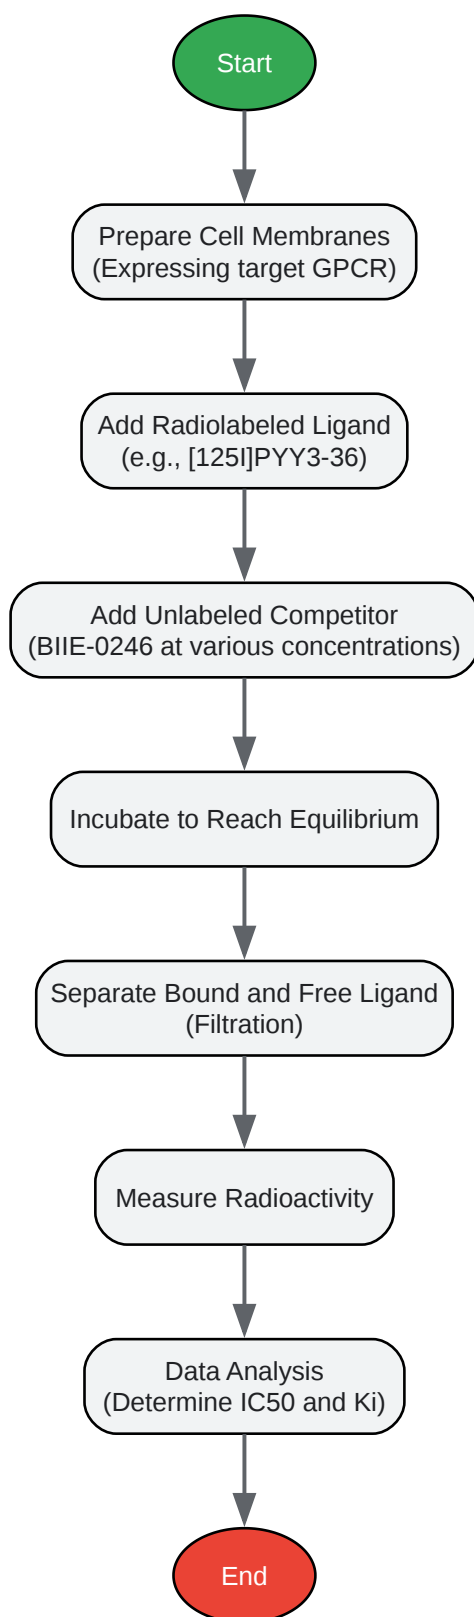 Start
Prepare Cell Membranes
(Expressing target GPCR)
Add Radiolabeled Ligand
(e.g., [125I]PYY3-36)
Add Unlabeled Competitor
(BIIE-0246 at various concentrations)
Incubate to Reach Equilibrium
Separate Bound and Free Ligand
(Filtration)
Measure Radioactivity
Data Analysis
(Determine IC50 and Ki)
End